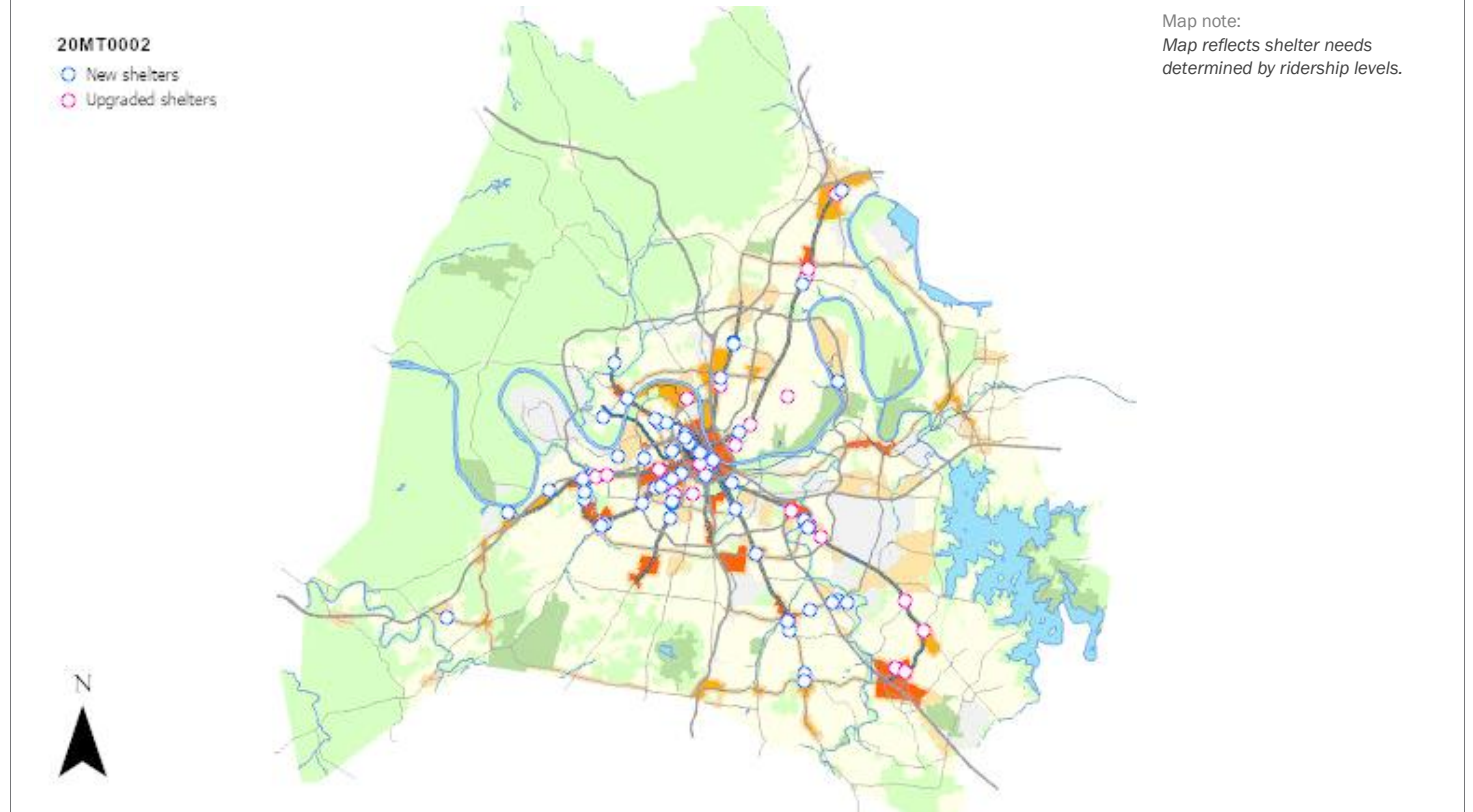 20MT0002
New shelters
Upgraded shelters
Map note:
Map reflects shelter needs
determined by ridership levels.
N